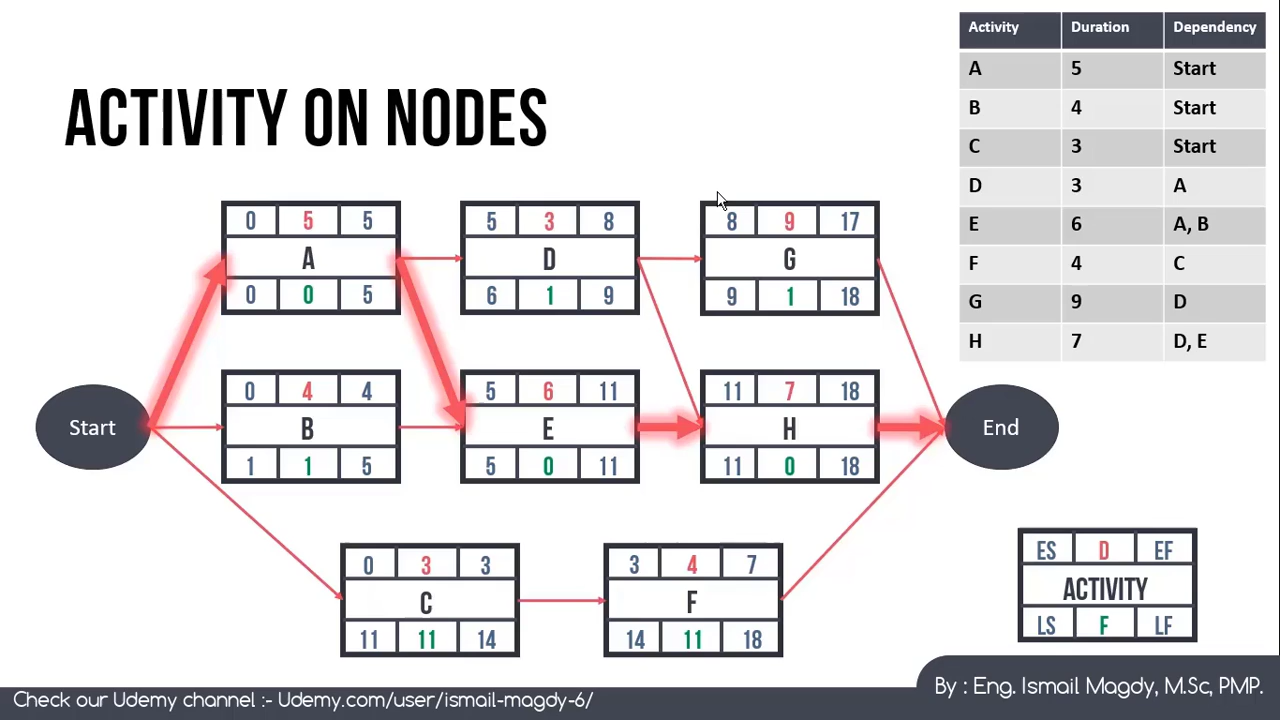 Activity Duration Dependency
A 5 Start
B 4 Start
C 3 Start
D 3 A
E 6 A, B
F 4 C
G 9 D
H 7 D, E
ACTIVITY ON NODES
0 5 5
A
0 0 5
5 3 8
D
6 1 9
8 9 17
G
9 1 18
Start
0 4 4
B
1 1 5
5 6 11
E
5 0 11
11 7 18
H
11 0 18
End
0 3 3
C
11 11 14
3 4 7
F
14 11 18
ES D EF
ACTIVITY
LS F LF
Check our Udemy channel :- Udemy.com/user/ismail-magdy-6/
By : Eng. Ismail Magdy, M.Sc, PMP.